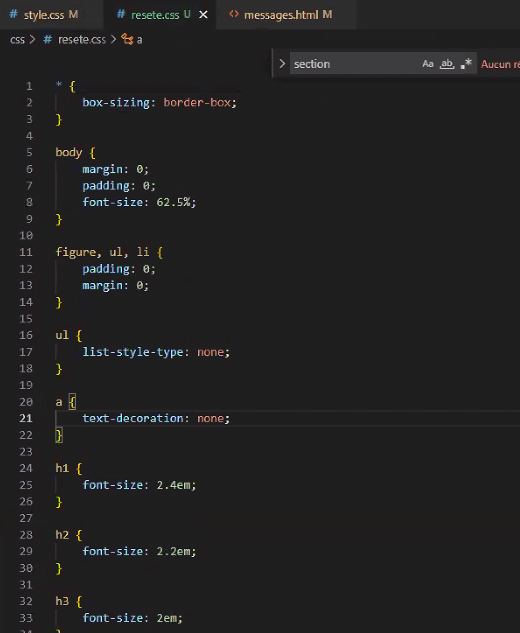 # style.css M
# resete.css U
messages.html M
css > # resete.css > a
section Aa ab .* Aucun
1 * {
2 box-sizing: border-box;
3 }
4
5 body {
6 margin: 0;
7 padding: 0;
8 font-size: 62.5%;
9 }
10
11 figure, ul, li {
12 padding: 0;
13 margin: 0;
14 }
15
16 ul {
17 list-style-type: none;
18 }
19
20 a {
21 text-decoration: none;
22 }
23
24 h1 {
25 font-size: 2.4em;
26 }
27
28 h2 {
29 font-size: 2.2em;
30 }
31
32 h3 {
33 font-size: 2em;
34 }